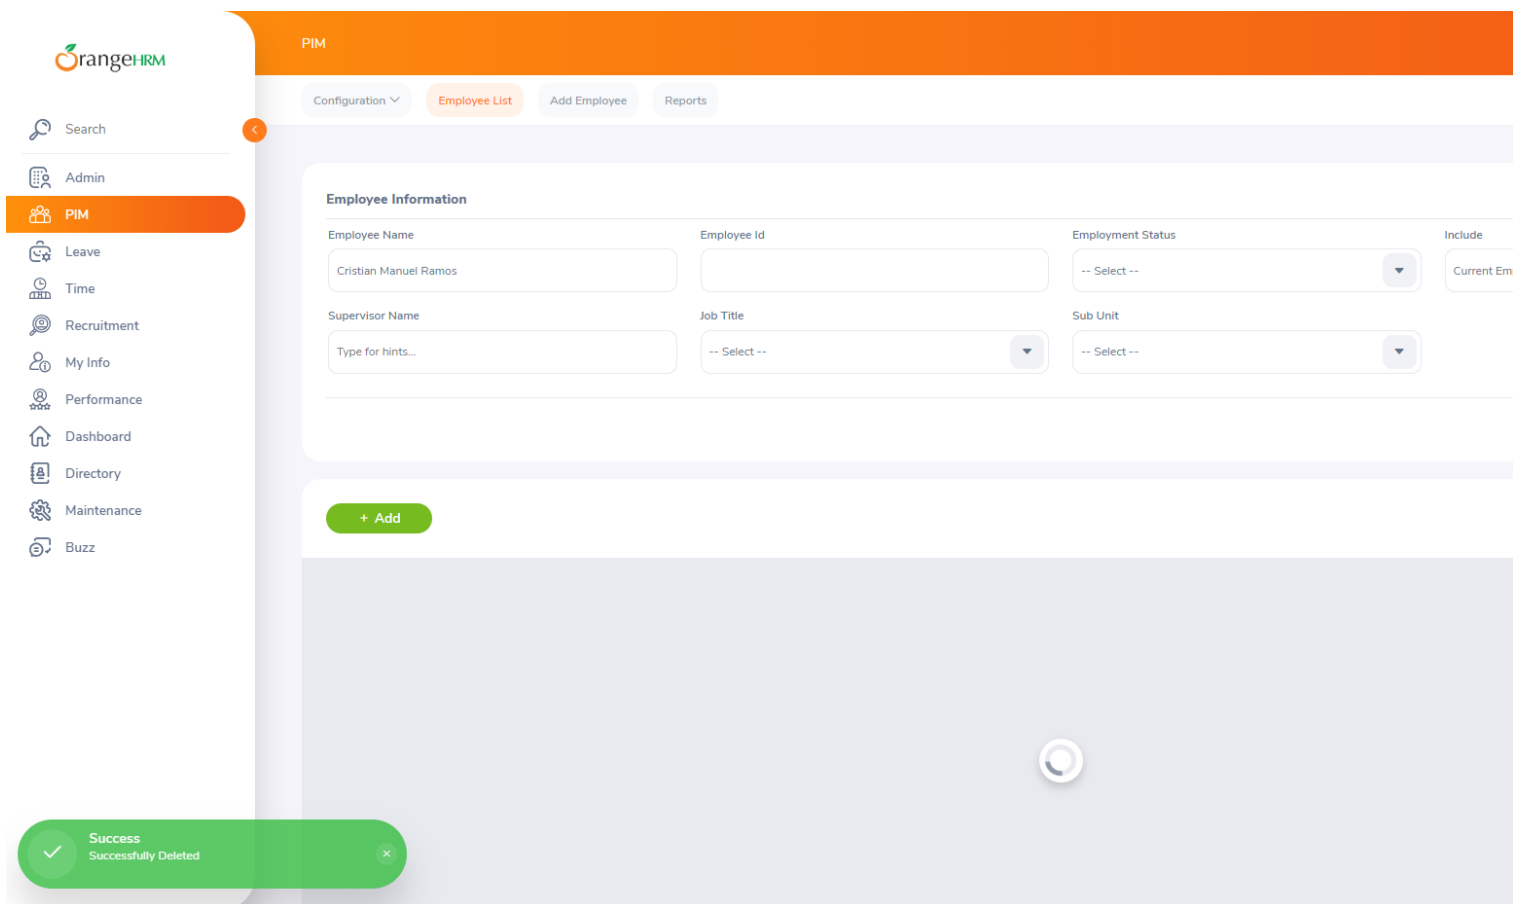 PIM
OrangeHRM
Configuration
Employee List
Add Employee
Reports
Search
Admin
PIM
Leave
Time
Recruitment
My Info
Performance
Dashboard
Directory
Maintenance
Buzz
Employee Information
Employee Name
Employee Id
Employment Status
Include
Cristian Manuel Ramos
-- Select --
Current Em
Supervisor Name
Job Title
Sub Unit
Type for hints...
-- Select --
-- Select --
+ Add
Success
Successfully Deleted